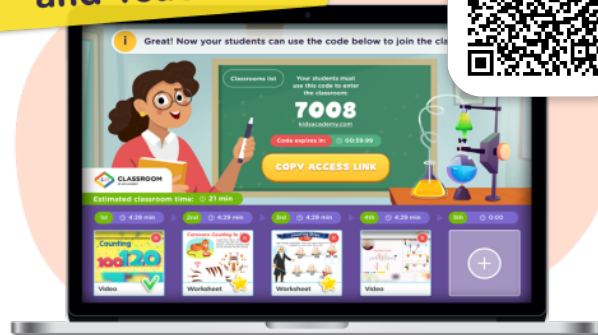 Great! Now your students can use the code below to join the cla
Classrooms list
Your students must
use this code to enter
the classroom:
7008
kidsacademy.com
Code expires in:
00:59:99
COPY ACCESS LINK
CLASSROOM
Estimated classroom time: 21 min
1st 4:29 min
2nd 4:29 min
3rd 4:29 min
4th 4:29 min
5th 0:00
Counting
100 120
Video
Worksheet
Worksheet
Video